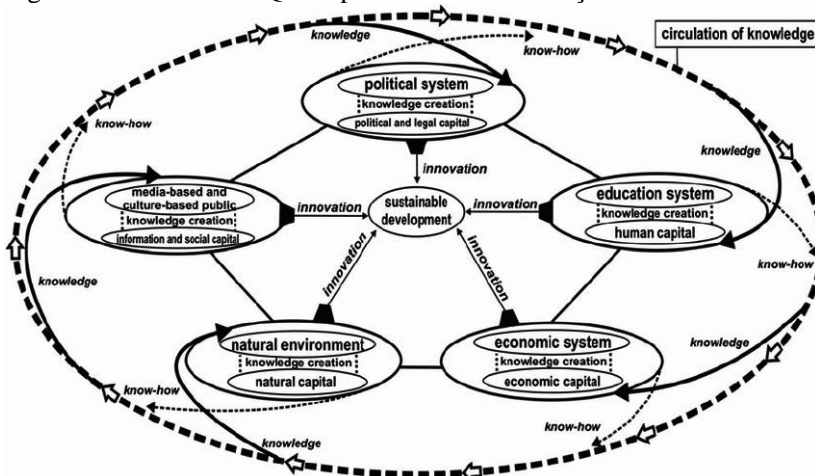 knowledge
know-how
circulation of knowledge
know-how
political system
knowledge creation
political and legal capital
knowledge
innovation
media-based and
culture-based public
knowledge creation
information and social capital
innovation
sustainable
development
innovation
education system
knowledge creation
human capital
know-how
knowledge
innovation
innovation
knowledge
natural environment
knowledge creation
natural capital
economic system
knowledge creation
economic capital
know-how
knowledge
know-how